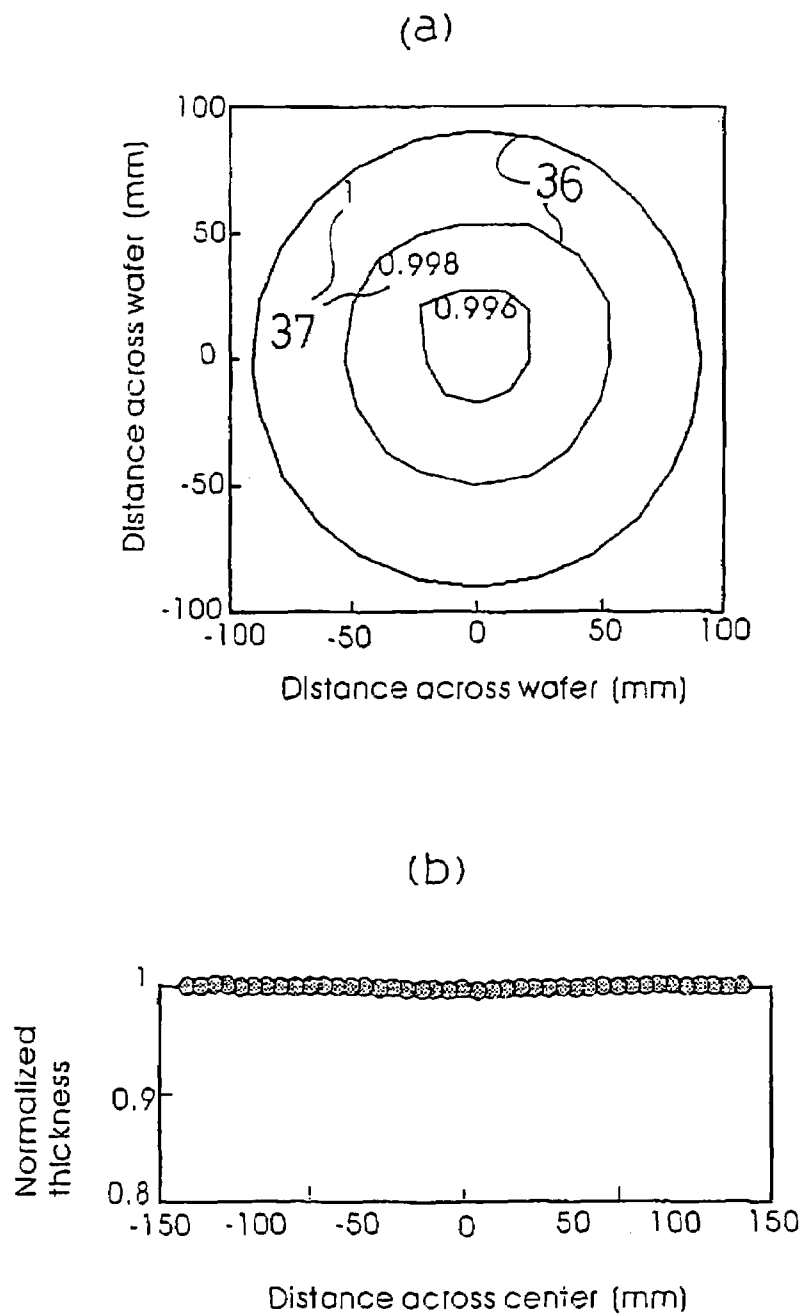 (a)
100
50
0
-50
-100
Distance across wafer (mm)
1
36
0.998
0.996
37
-100 -50 0 50 100
Distance across wafer (mm)
(b)
1
0.9
0.8
Normalized
thickness
-150 -100 -50 0 50 100 150
Distance across center (mm)